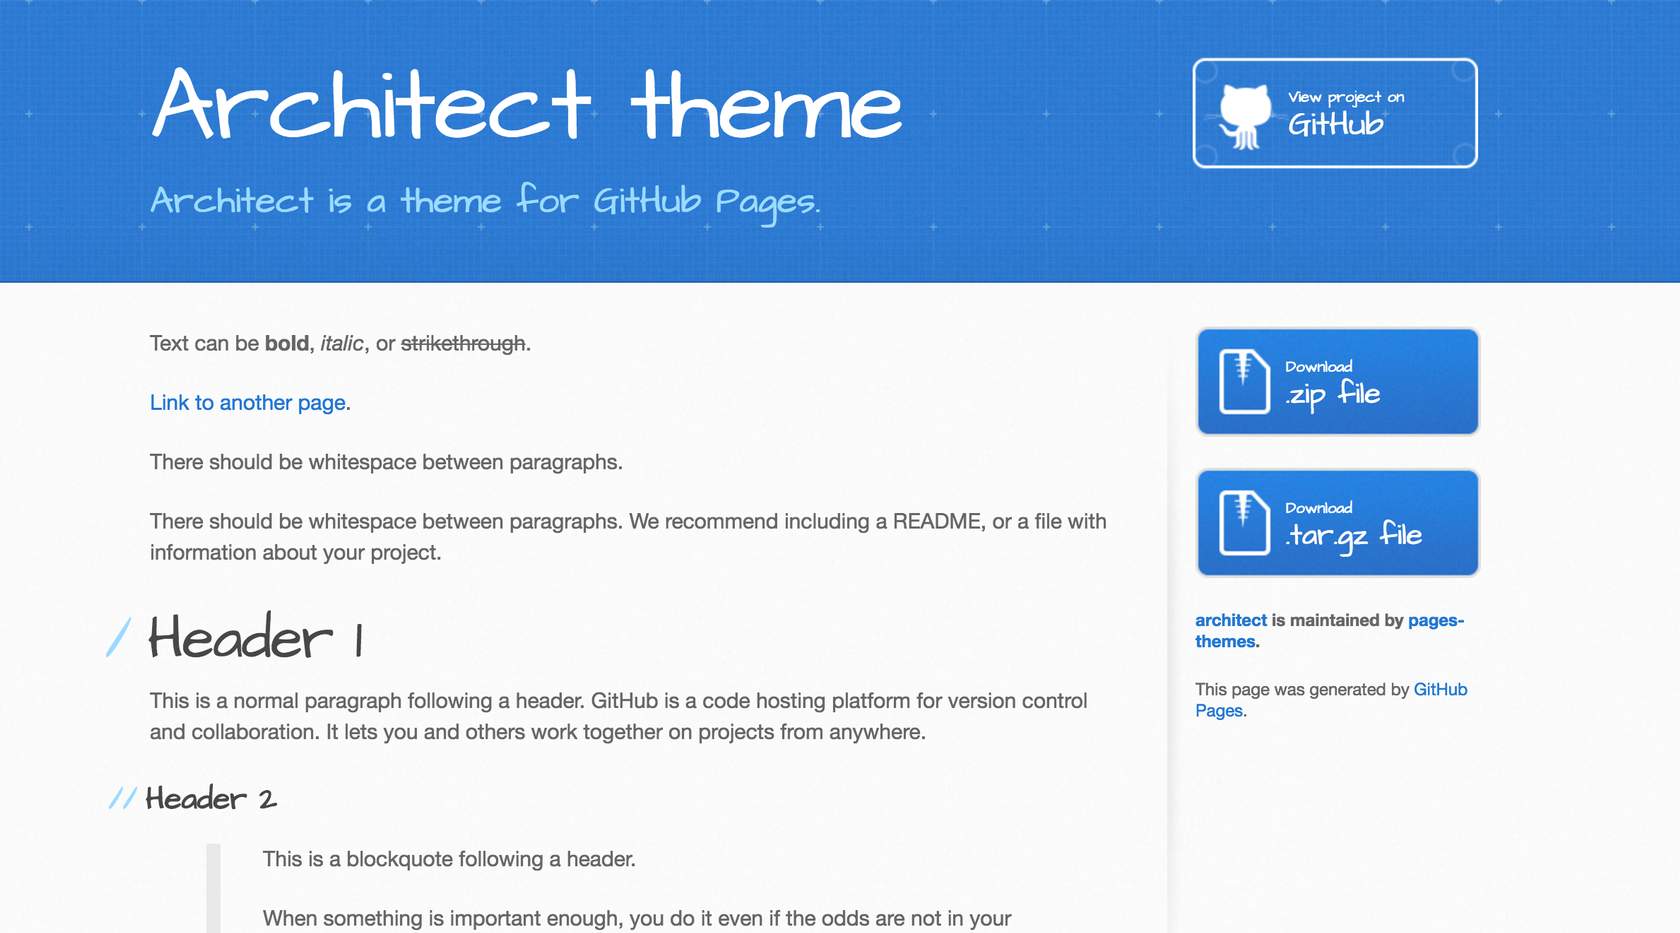 Architect theme
Architect is a theme for GitHub Pages.
View project on
GitHub
Text can be bold, italic, or strikethrough.
Link to another page.
There should be whitespace between paragraphs.
There should be whitespace between paragraphs. We recommend including a README, or a file with
information about your project.
/ Header 1
This is a normal paragraph following a header. GitHub is a code hosting platform for version control
and collaboration. It lets you and others work together on projects from anywhere.
// Header 2
This is a blockquote following a header.
When something is important enough, you do it even if the odds are not in your
Download
.zip file
Download
.tar.gz file
architect is maintained by pages-
themes.
This page was generated by GitHub
Pages.